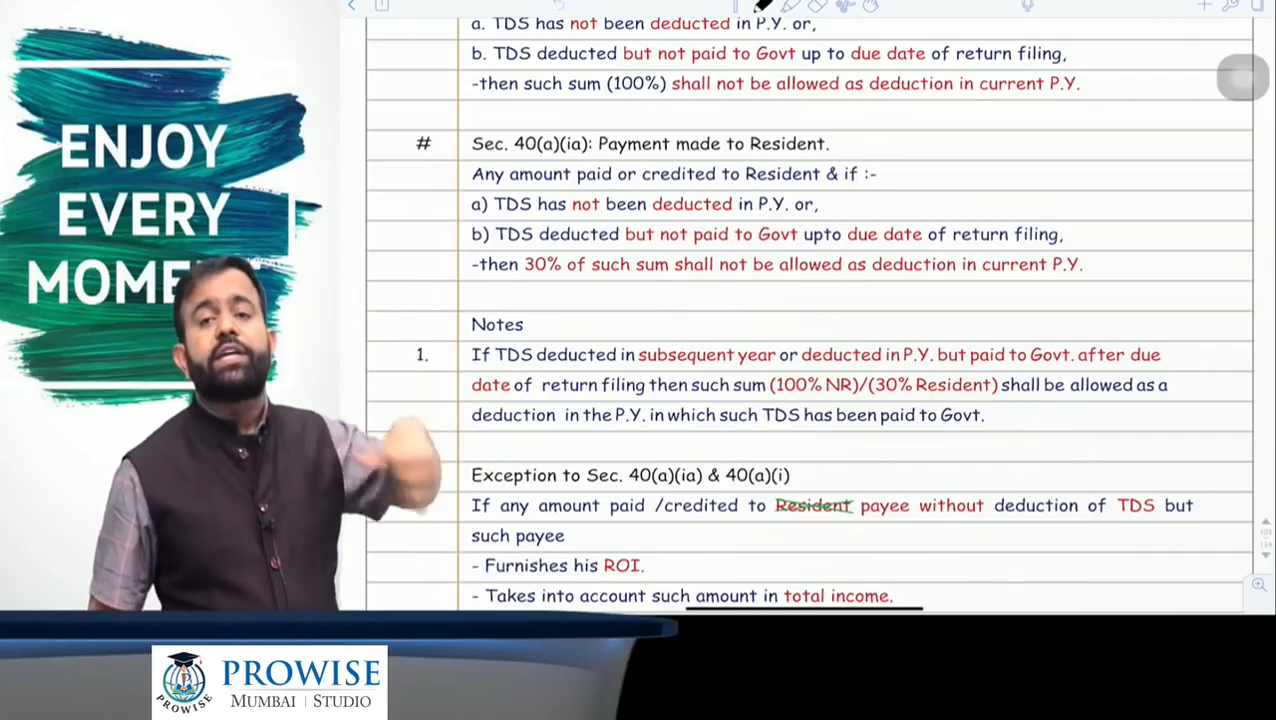 ENJOY
EVERY
MOME
a. TDS has not been deducted in P.Y. or,
b. TDS deducted but not paid to Govt up to due date of return filing,
-then such sum (100%) shall not be allowed as deduction in current P.Y.
# Sec. 40(a)(ia): Payment made to Resident.
Any amount paid or credited to Resident & if :-
a) TDS has not been deducted in P.Y. or,
b) TDS deducted but not paid to Govt upto due date of return filing,
-then 30% of such sum shall not be allowed as deduction in current P.Y.
Notes
1. If TDS deducted in subsequent year or deducted in P.Y. but paid to Govt. after due
date of return filing then such sum (100% NR)/(30% Resident) shall be allowed as a
deduction in the P.Y. in which such TDS has been paid to Govt.
Exception to Sec. 40(a)(ia) & 40(a)(i)
If any amount paid /credited to Resident payee without deduction of TDS but
such payee
- Furnishes his ROI.
- Takes into account such amount in total income.
PROWISE
PROWISE
MUMBAI | STUDIO